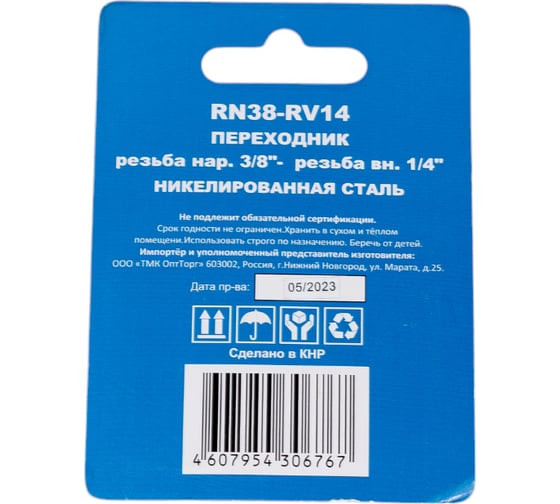 RN38-RV14
ПЕРЕХОДНИК
резьба нар. 3/8"- резьба вн. 1/4"
НИКЕЛИРОВАННАЯ СТАЛЬ
Не подлежит обязательной сертификации.
Срок годности не ограничен.Хранить в сухом и тёплом
помещени.Использовать строго по назначению. Беречь от детей.
Импортёр и уполномоченный представитель изготовителя:
ООО «ТМК ОптТорг» 603002, Россия, г.Нижний Новгород, ул. Марата, д.25.
Дата пр-ва: 05/2023
Сделано в КНР
4 607954 306767